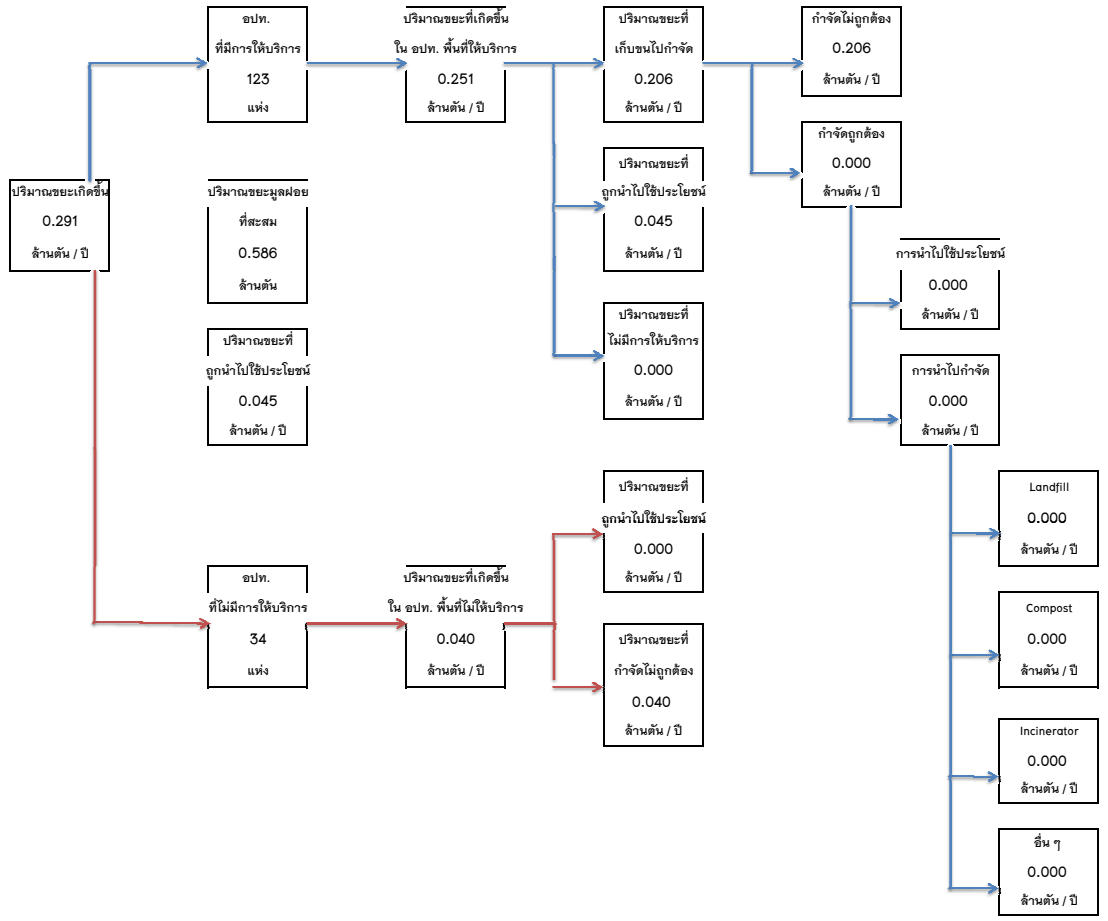 อปท.
ที่มีการให้บริการ
123
แห่ง
ปริมาณขยะที่เกิดขึ้น
ใน อปท. พื้นที่ให้บริการ
0.251
ล้านตัน / ปี
ปริมาณขยะที่
เก็บขนไปกำจัด
0.206
ล้านตัน / ปี
กำจัดไม่ถูกต้อง
0.206
ล้านตัน / ปี
กำจัดถูกต้อง
0.000
ล้านตัน / ปี
ปริมาณขยะเกิดขึ้น
0.291
ล้านตัน / ปี
ปริมาณขยะมูลฝอย
ที่สะสม
0.586
ล้านตัน
ปริมาณขยะที่
ถูกนำไปใช้ประโยชน์
0.045
ล้านตัน / ปี
ปริมาณขยะที่
ถูกนำไปใช้ประโยชน์
0.045
ล้านตัน / ปี
ปริมาณขยะที่
ไม่มีการให้บริการ
0.000
ล้านตัน / ปี
การนำไปใช้ประโยชน์
0.000
ล้านตัน / ปี
การนำไปกำจัด
0.000
ล้านตัน / ปี
Landfill
0.000
ล้านตัน / ปี
Compost
0.000
ล้านตัน / ปี
Incinerator
0.000
ล้านตัน / ปี
อื่น ๆ
0.000
ล้านตัน / ปี
อปท.
ที่ไม่มีการให้บริการ
34
แห่ง
ปริมาณขยะที่เกิดขึ้น
ใน อปท. พื้นที่ไม่ให้บริการ
0.040
ล้านตัน / ปี
ปริมาณขยะที่
ถูกนำไปใช้ประโยชน์
0.000
ล้านตัน / ปี
ปริมาณขยะที่
กำจัดไม่ถูกต้อง
0.040
ล้านตัน / ปี